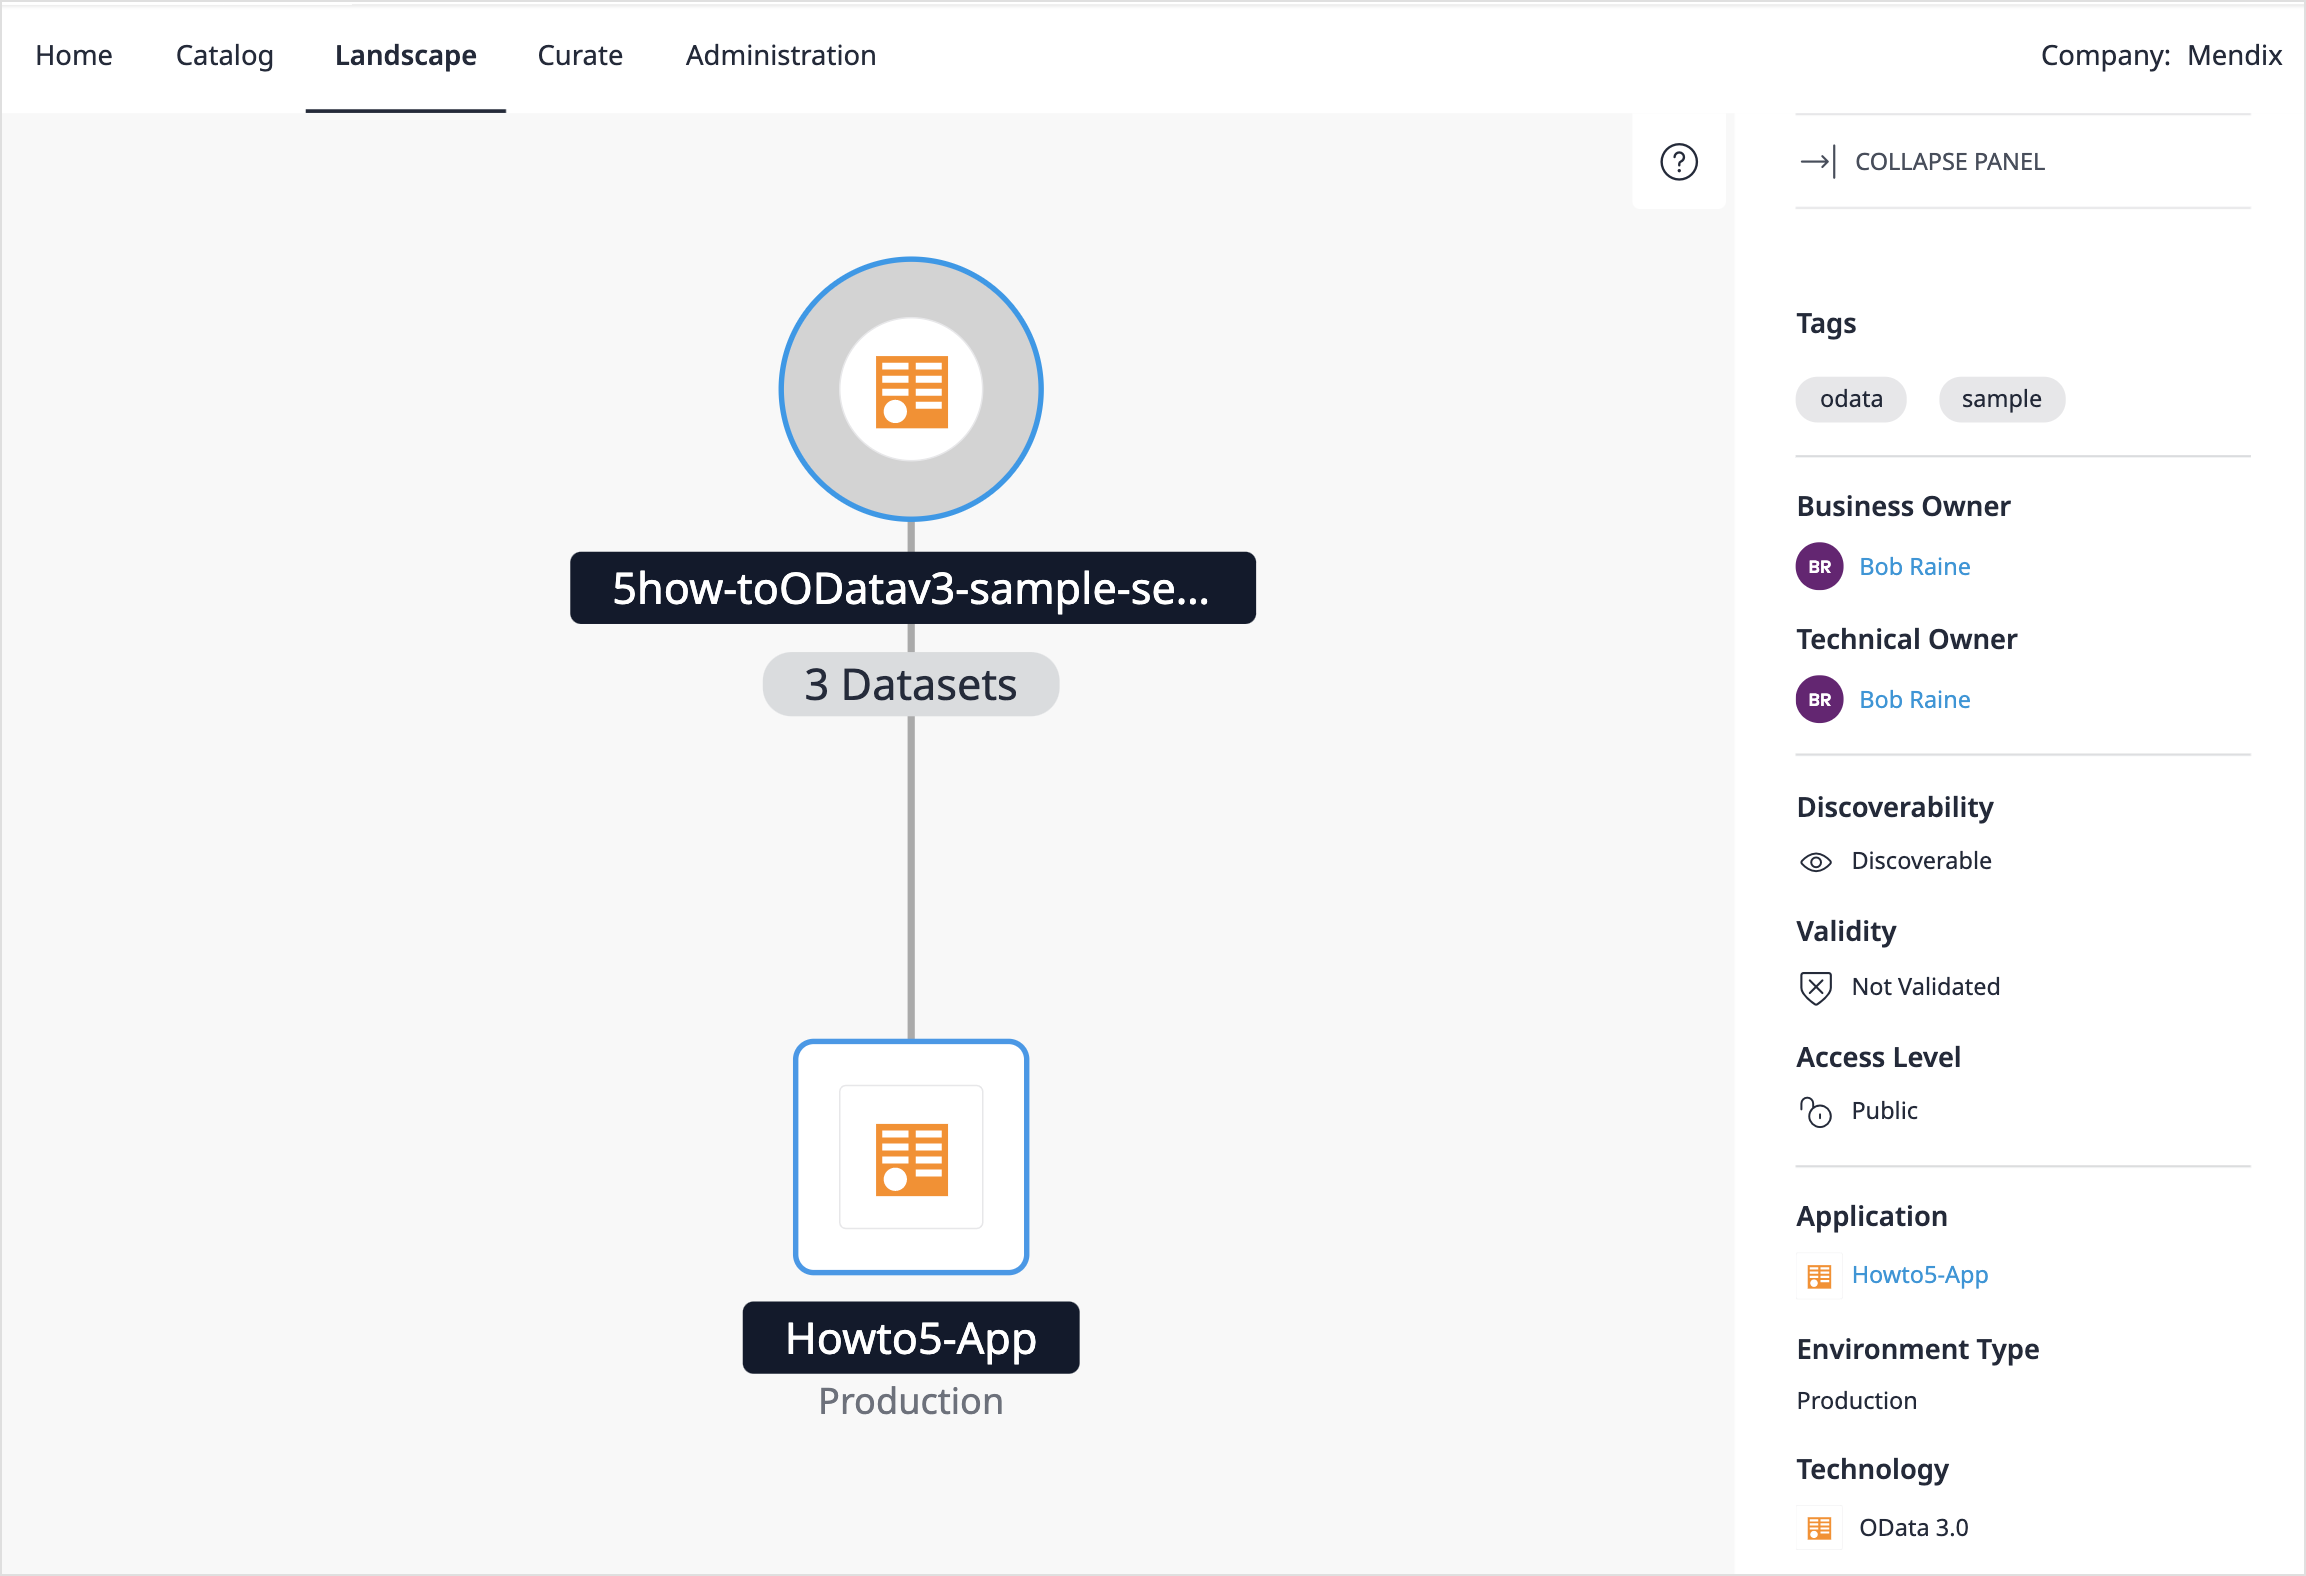 Home Catalog Landscape Curate Administration Company: Mendix
?
COLLAPSE PANEL
5how-toODatav3-sample-se...
3 Datasets
Howto5-App
Production
Tags
odata sample
Business Owner
BR Bob Raine
Technical Owner
BR Bob Raine
Discoverability
Discoverable
Validity
Not Validated
Access Level
Public
Application
Howto5-App
Environment Type
Production
Technology
OData 3.0